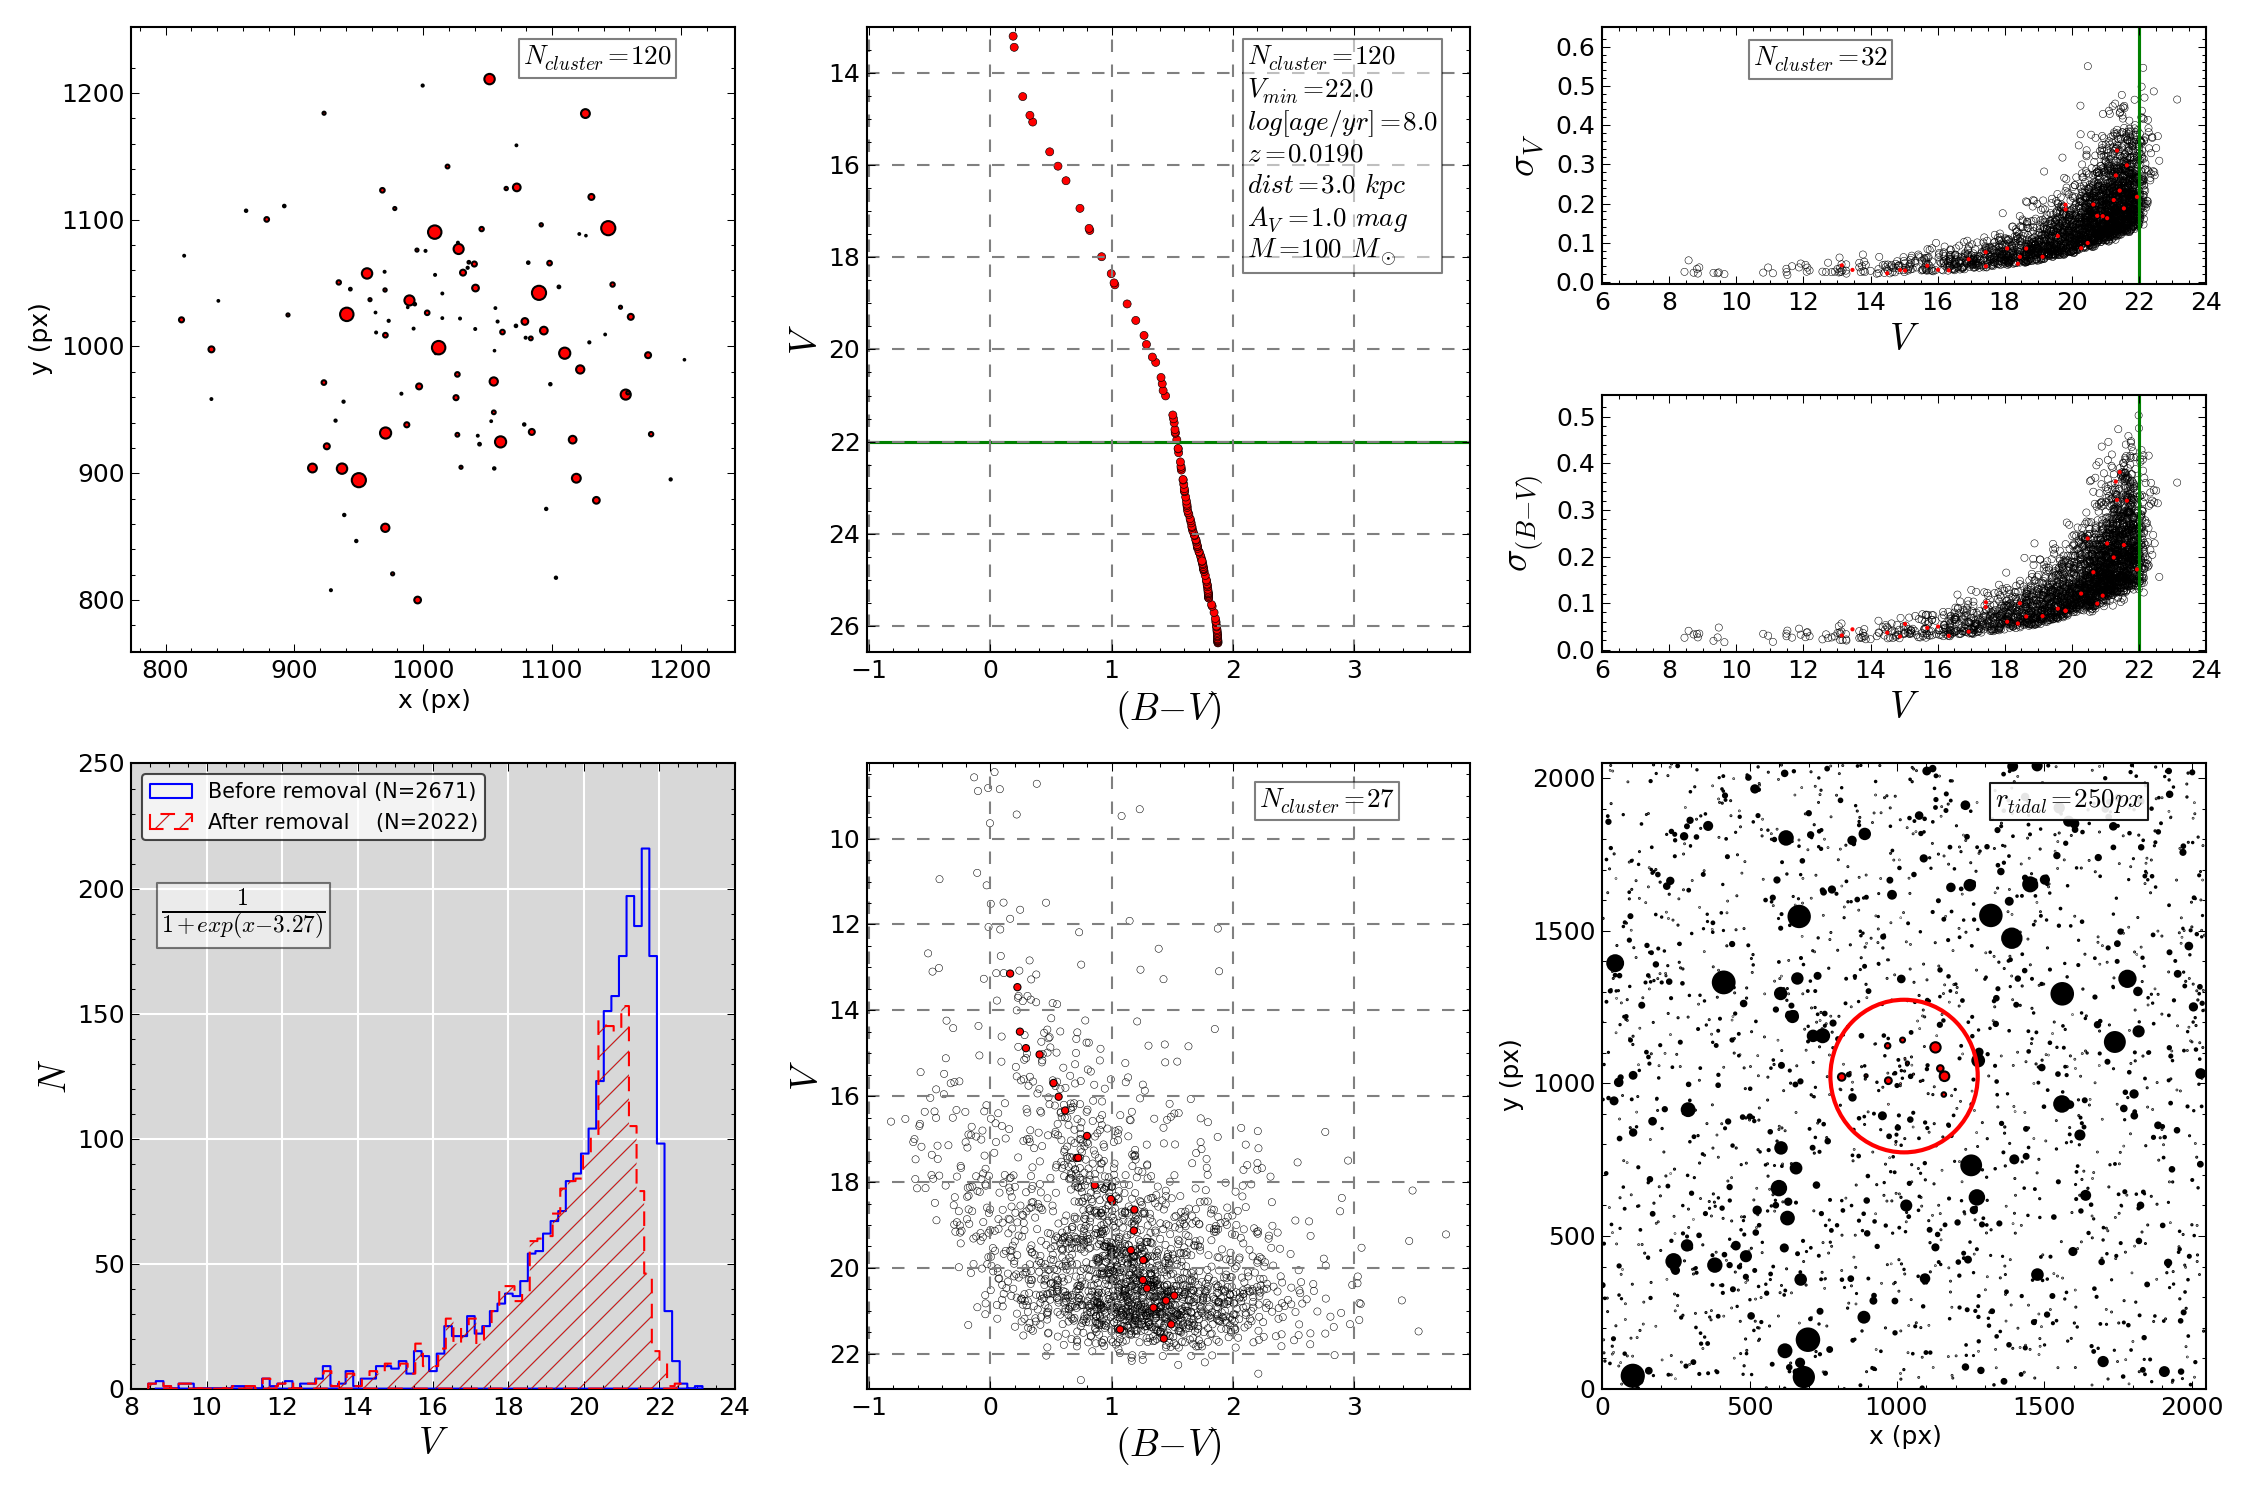 N_cluster=120
1200
1100
1000
900
800
y (px)
800 900 1000 1100 1200
x (px)
N_cluster=120
V_min=22.0
log[age/yr]=8.0
z=0.0190
dist=3.0 kpc
A_V=1.0 mag
M=100 M_⊙
14
16
18
20
22
24
26
V
−1 0 1 2 3
(B−V)
N_cluster=32
0.6
0.5
0.4
0.3
0.2
0.1
0.0
σ_V
6 8 10 12 14 16 18 20 22 24
V
0.5
0.4
0.3
0.2
0.1
0.0
σ_(B−V)
6 8 10 12 14 16 18 20 22 24
V
250
200
150
100
50
0
N
Before removal (N=2671)
After removal (N=2022)
1
1+exp(x−3.27)
8 10 12 14 16 18 20 22 24
V
N_cluster=27
10
12
14
16
18
20
22
V
−1 0 1 2 3
(B−V)
r_tidal=250px
2000
1500
1000
500
0
y (px)
0 500 1000 1500 2000
x (px)